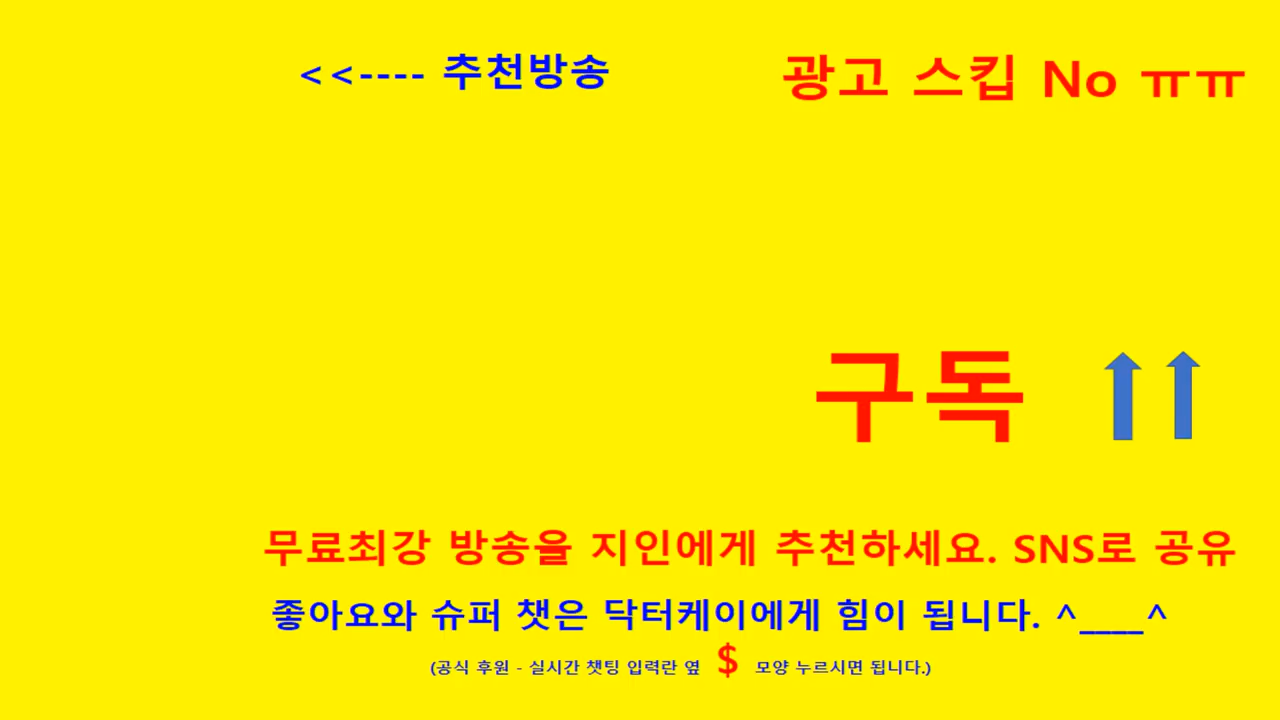 <<---- 추천방송
광고 스킵 No ㅠㅠ
구독
무료최강 방송을 지인에게 추천하세요. SNS로 공유
좋아요와 슈퍼 챗은 닥터케이에게 힘이 됩니다. ^____^
(공식 후원 - 실시간 챗팅 입력란 옆 $ 모양 누르시면 됩니다.)